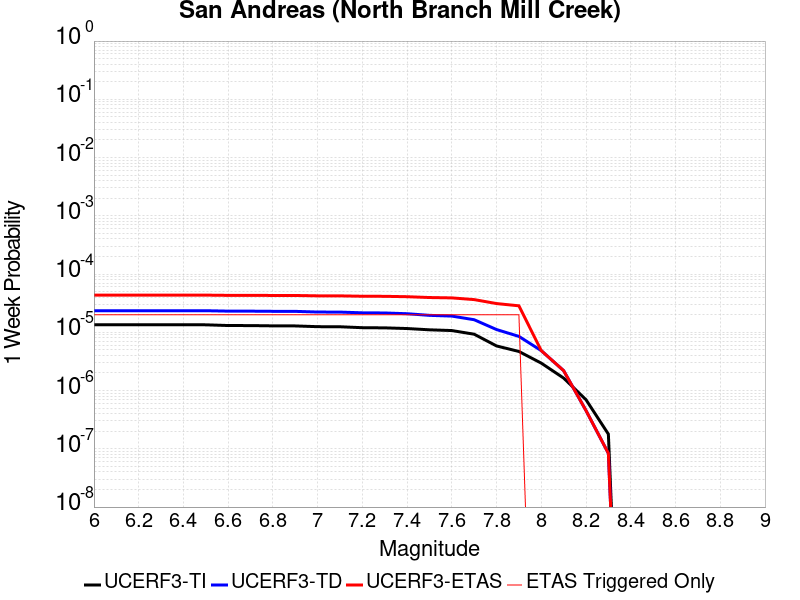 San Andreas (North Branch Mill Creek)
10 0
10 -1
10 -2
10 -3
10 -4
10 -5
10 -6
10 -7
10 -8
1 Week Probability
6 6.2 6.4 6.6 6.8 7 7.2 7.4 7.6 7.8 8 8.2 8.4 8.6 8.8 9
Magnitude
UCERF3-TI UCERF3-TD UCERF3-ETAS ETAS Triggered Only